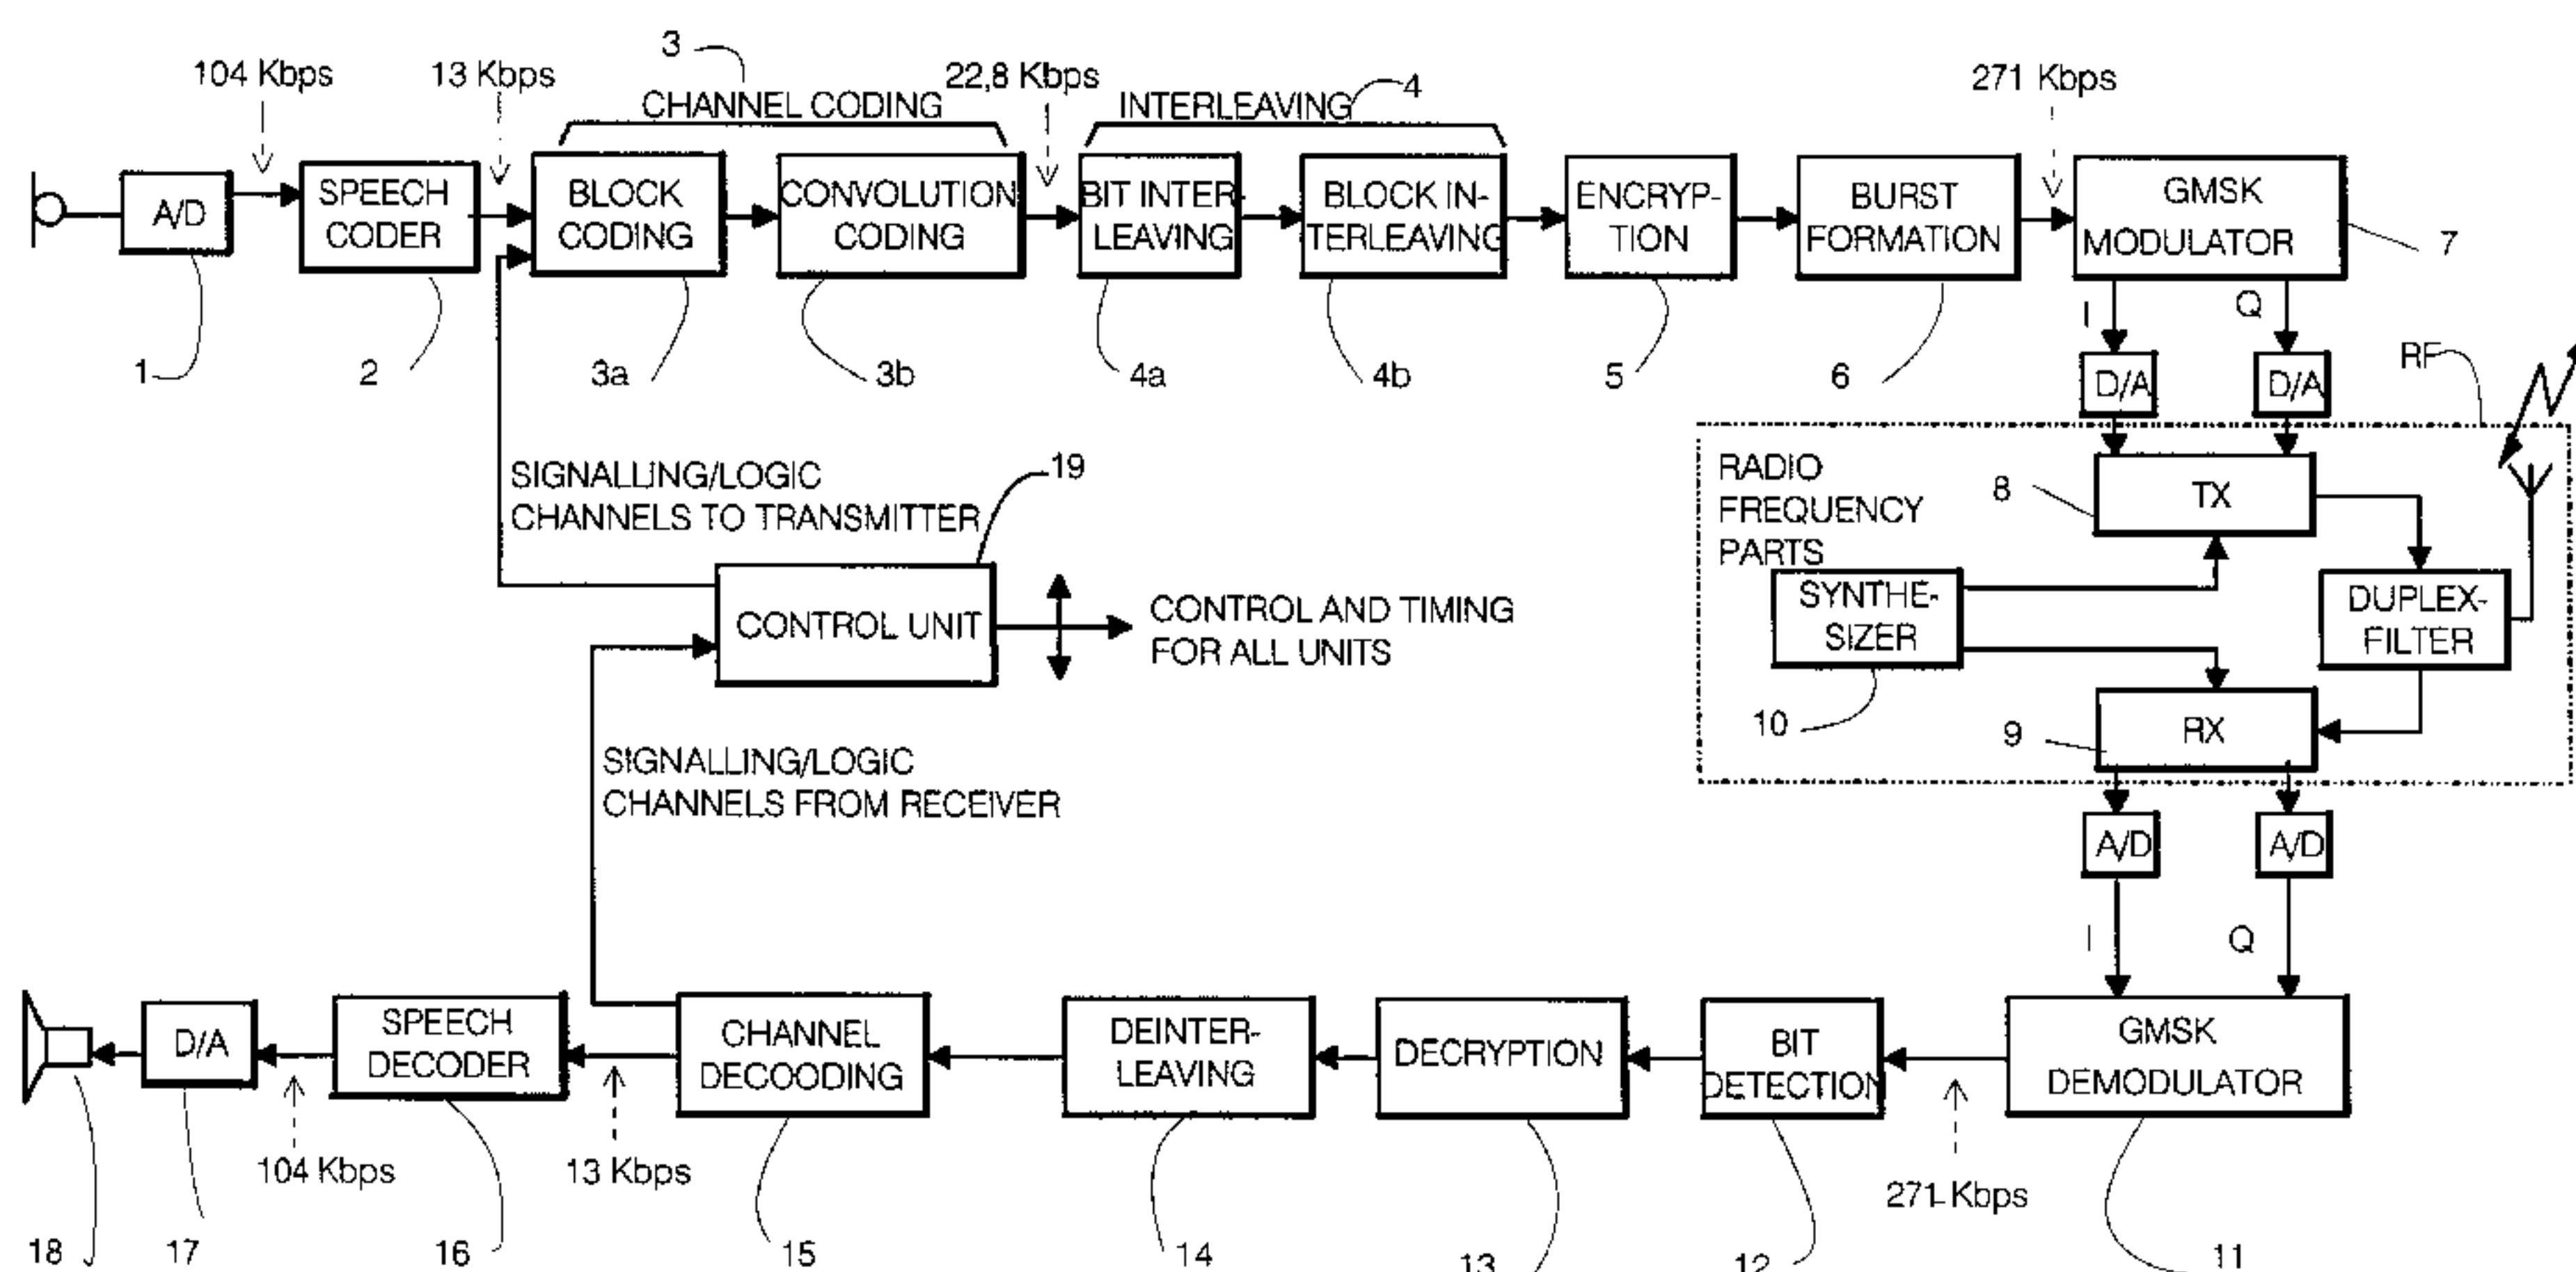 3
104 Kbps
13 Kbps
22,8 Kbps
4
271 Kbps
CHANNEL CODING
INTERLEAVING
A/D
SPEECH
CODER
BLOCK
CODING
CONVOLUTION
CODING
BIT INTER-
LEAVING
BLOCK IN-
TERLEAVING
ENCRYP-
TION
BURST
FORMATION
GMSK
MODULATOR
7
1
2
3a
3b
4a
4b
5
6
I
Q
D/A
D/A
RF
SIGNALLING/LOGIC
CHANNELS TO TRANSMITTER
19
RADIO
FREQUENCY
PARTS
8
TX
CONTROL UNIT
CONTROL AND TIMING
FOR ALL UNITS
SYNTHE-
SIZER
DUPLEX-
FILTER
10
9
RX
SIGNALLING/LOGIC
CHANNELS FROM RECEIVER
A/D
A/D
I
Q
D/A
SPEECH
DECODER
CHANNEL
DECOODING
DEINTER-
LEAVING
DECRYPTION
BIT
DETECTION
GMSK
DEMODULATOR
104 Kbps
13 Kbps
271 Kbps
18
17
16
15
14
13
12
11